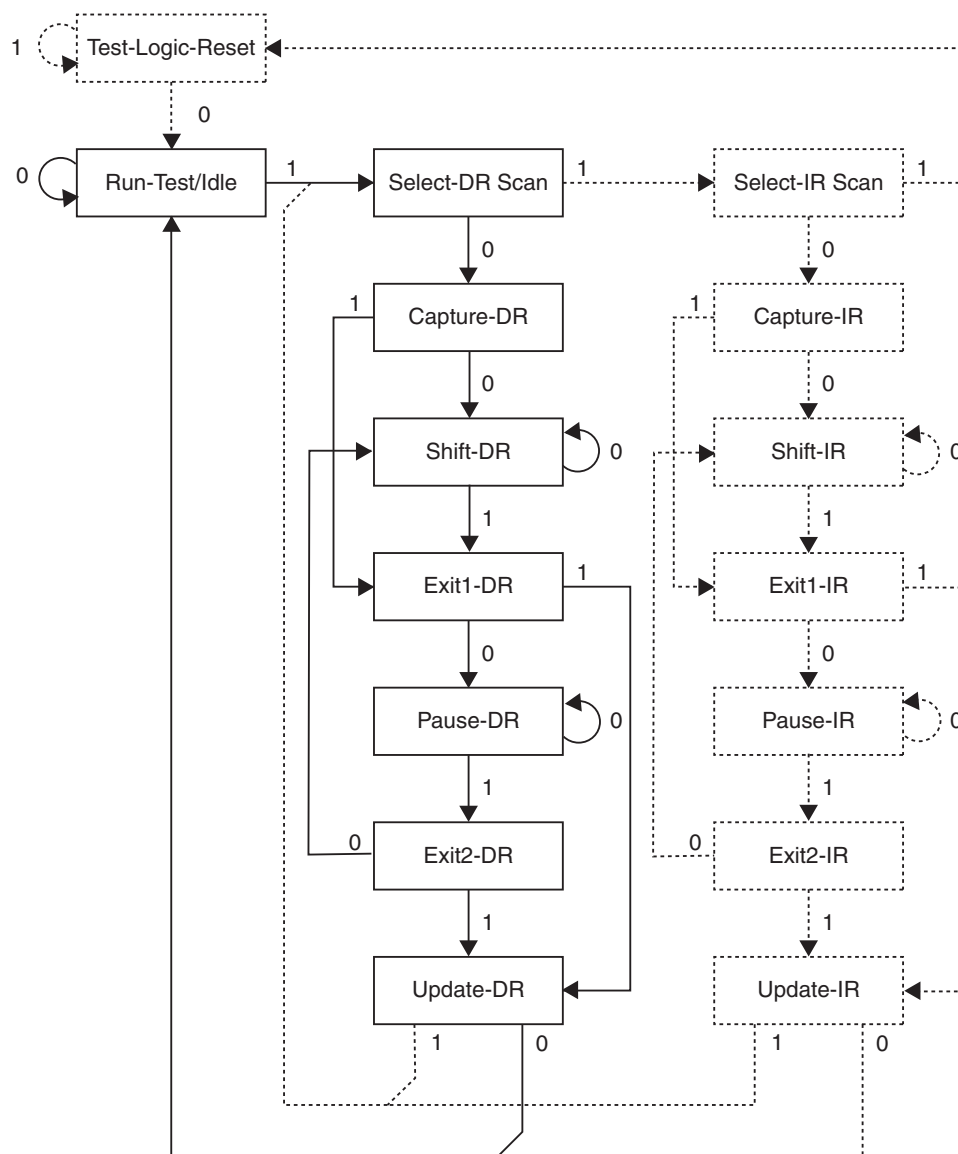 1 Test-Logic-Reset
0
0 Run-Test/Idle 1 Select-DR Scan 1 Select-IR Scan 1
0 0
1 Capture-DR 1 Capture-IR
0 0
Shift-DR 0 Shift-IR 0
1 1
Exit1-DR 1 Exit1-IR 1
0 0
Pause-DR 0 Pause-IR 0
1 1
0 Exit2-DR 0 Exit2-IR
1 1
Update-DR Update-IR
1 0 1 0